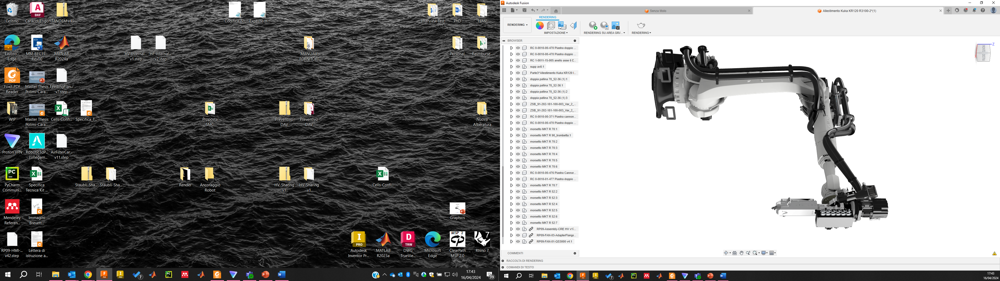 Cestino
Caracol_Logo
TANDEM v4
Codifica-S...
Expecte-H...
Interview Test
PhD
TEMP
Lavoro -
Edge
MM-BEC15...
Rev00
MATLAB
R2024a
HV-Internal...
v1.step
HF-Internal...
v2.step
MANUALI
FORNITORI
Personal
Reimburse...
Foxit PDF
Reader
Master Thesis
Polimi-Cara...
FeedingFlan...
v7.step
WIP
Master Thesis
Polimi-Cara...
Cells-Confi...
Specifica_T...
Proposta
SMC
Preventivo
DAV
Preventivo
DAV
Nuova
Alberatura
Proton VPN
Robotic3dP...
- collegam...
AirFilterCar...
v11.step
PyCharm
Communi...
Specifica
Tecnica Kit ...
Staubli-Sha...
Staubli-Sha...
Render
Ancoraggio
Robot
HV-Sharing
v1
HV-Sharing
v1
Cells-Confi...
Mendeley
Referen...
Immagini
Brevett...
Graphics
RP09-HMI-...
v42.step
Lettera di
istruzione a...
Autodesk
Inventor Pr...
MATLAB
R2023a
DWG
TrueVie...
Microsoft
Edge
ClearPath
MSP 2.0
Rhino 7
17:43
16/04/2024
39
Autodesk Fusion
Senza titolo
Allestimento Kuka KR120 R3100-2*(1)
RENDERING
RENDERING
IMPOSTAZIONE
RENDERING SU AREA GRA...
RENDERING
BROWSER
RC 0-0010-00-470 Piastra doppio ...
RC 0-0010-00-470 Piastra doppio ...
RC 1-0011-15-005 anello asse 6 D...
supp ax6:1
Parte3^Allestimento Kuka KR120 I...
doppia pallina 70_52-36 (1):1
doppia pallina 70_52-36:1
doppia pallina 70_52-36 (1):2
doppia pallina 70_52-36 (1):3
ZSB_91-202-181-100-003_Var_2_...
ZSB_91-202-181-100-003_Var_2_...
RC 0-0010-00-371 Piastra cannon...
RC 0-0010-00-470 Piastra doppio ...
morsetto MKT R 70:1
morsetto MKT R 90_trombetta:1
morsetto MKT R 70:2
morsetto MKT R 70:3
morsetto MKT R 70:4
morsetto MKT R 70:5
morsetto MKT R 70:6
RC 0-0010-00-476 Piastra Cannor...
RC 0-0010-01-477 Piastra doppio ...
morsetto MKT R 70:7
morsetto MKT R 52:2
morsetto MKT R 52:3
morsetto MKT R 52:4
morsetto MKT R 52:5
morsetto MKT R 52:6
morsetto MKT R 52:7
RP09-Assembly-CRE HV v17...
RP09-FAN-03-AdapterFlange...
RP09-FAN-01-QS3000 v4:1
COMMENTI
RACCOLTA DI RENDERING
COMANDI DI TESTO
Z
DESTRA
17:43
16/04/2024